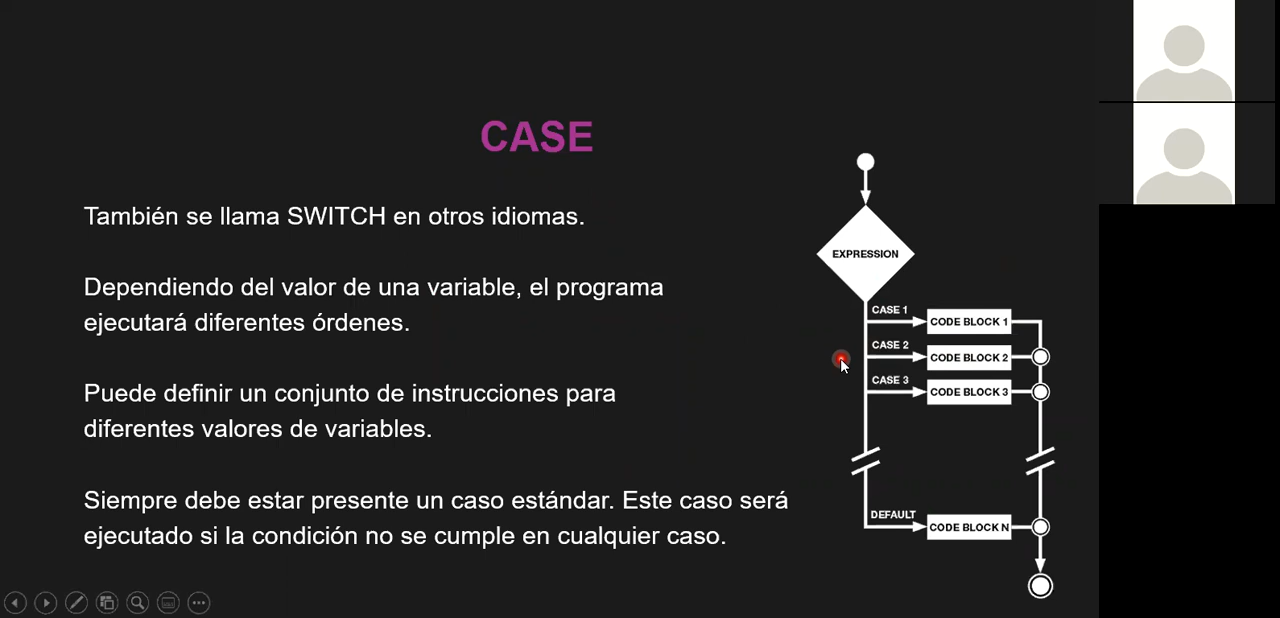 CASE
También se llama SWITCH en otros idiomas.
Dependiendo del valor de una variable, el programa
ejecutará diferentes órdenes.
Puede definir un conjunto de instrucciones para
diferentes valores de variables.
Siempre debe estar presente un caso estándar. Este caso será
ejecutado si la condición no se cumple en cualquier caso.
EXPRESSION
CASE 1
CODE BLOCK 1
CASE 2
CODE BLOCK 2
CASE 3
CODE BLOCK 3
DEFAULT
CODE BLOCK N